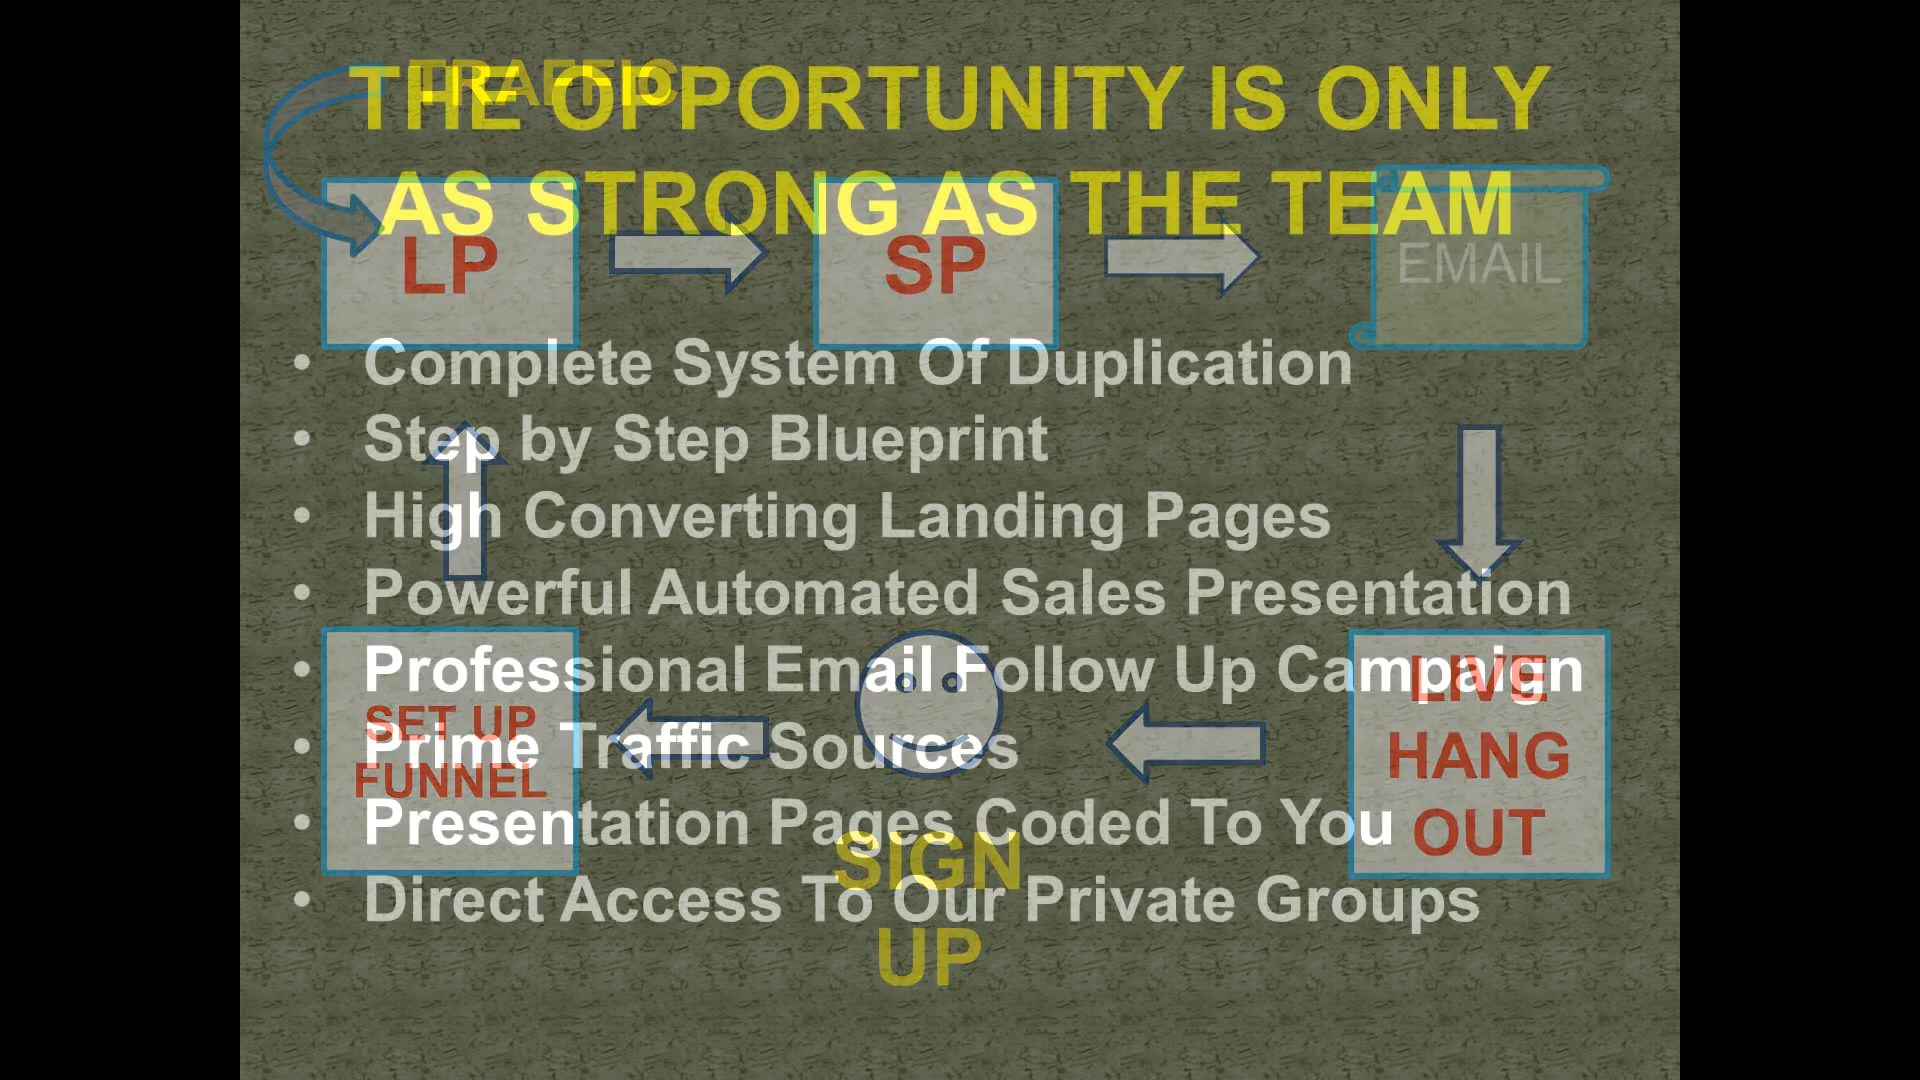 TRAFFIC
THE OPPORTUNITY IS ONLY
AS STRONG AS THE TEAM
LP
SP
EMAIL
• Complete System Of Duplication
• Step by Step Blueprint
• High Converting Landing Pages
• Powerful Automated Sales Presentation
• Professional Email Follow Up Campaign
• Prime Traffic Sources
• Presentation Pages Coded To You
• Direct Access To Our Private Groups
SET UP
FUNNEL
SIGN
UP
LIVE
HANG
OUT